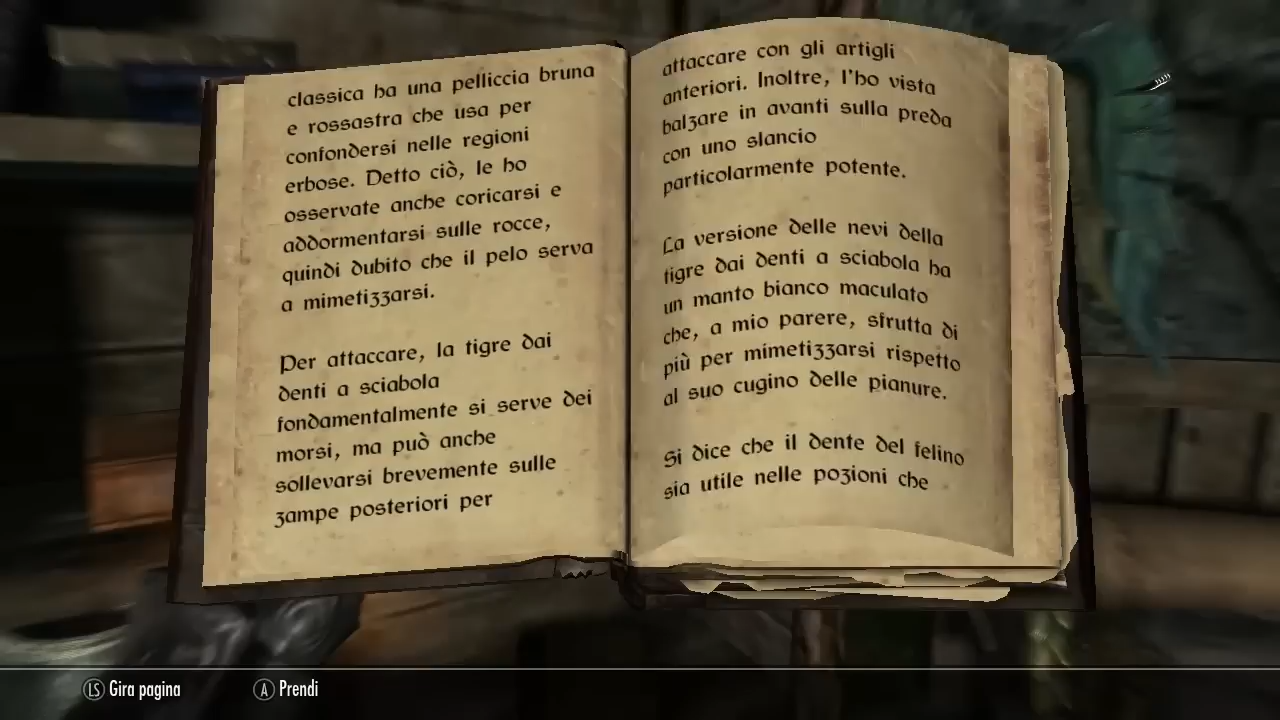 classica ha una pelliccia bruna
e rossastra che usa per
confondersi nelle regioni
erbose. Detto ciò, le ho
osservate anche coricarsi e
addormentarsi sulle rocce,
quindi dubito che il pelo serva
a mimetizzarsi.
Per attaccare, la tigre dai
denti a sciabola
fondamentalmente si serve dei
morsi, ma può anche
sollevarsi brevemente sulle
zampe posteriori per
attaccare con gli artigli
anteriori. Inoltre, l'ho vista
balzare in avanti sulla preda
con uno slancio
particolarmente potente.
La versione delle nevi della
tigre dai denti a sciabola ha
un manto bianco maculato
che, a mio parere, sfrutta di
più per mimetizzarsi rispetto
al suo cugino delle pianure.
Si dice che il dente del felino
sia utile nelle pozioni che
LS Gira pagina
A Prendi